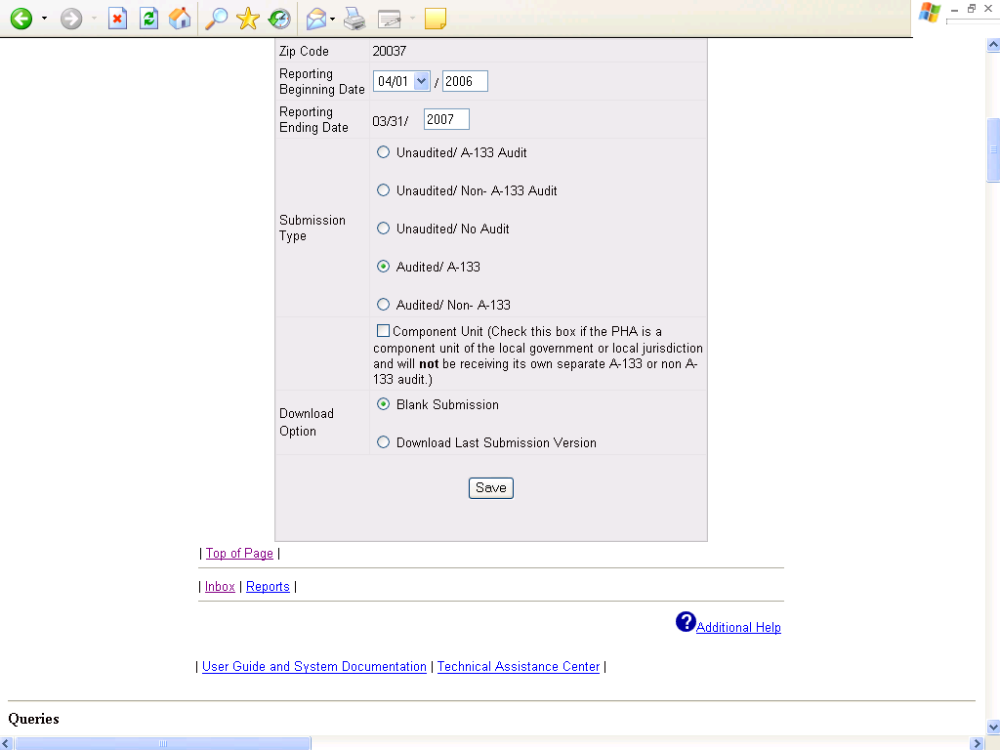 Zip Code 20037
Reporting
Beginning Date 04/01 / 2006
Reporting
Ending Date 03/31/ 2007
Unaudited/ A-133 Audit
Unaudited/ Non- A-133 Audit
Submission
Type
Unaudited/ No Audit
Audited/ A-133
Audited/ Non- A-133
Component Unit (Check this box if the PHA is a
component unit of the local government or local jurisdiction
and will not be receiving its own separate A-133 or non A-
133 audit.)
Download
Option
Blank Submission
Download Last Submission Version
Save
| Top of Page |
| Inbox | Reports |
? Additional Help
| User Guide and System Documentation | Technical Assistance Center |
Queries